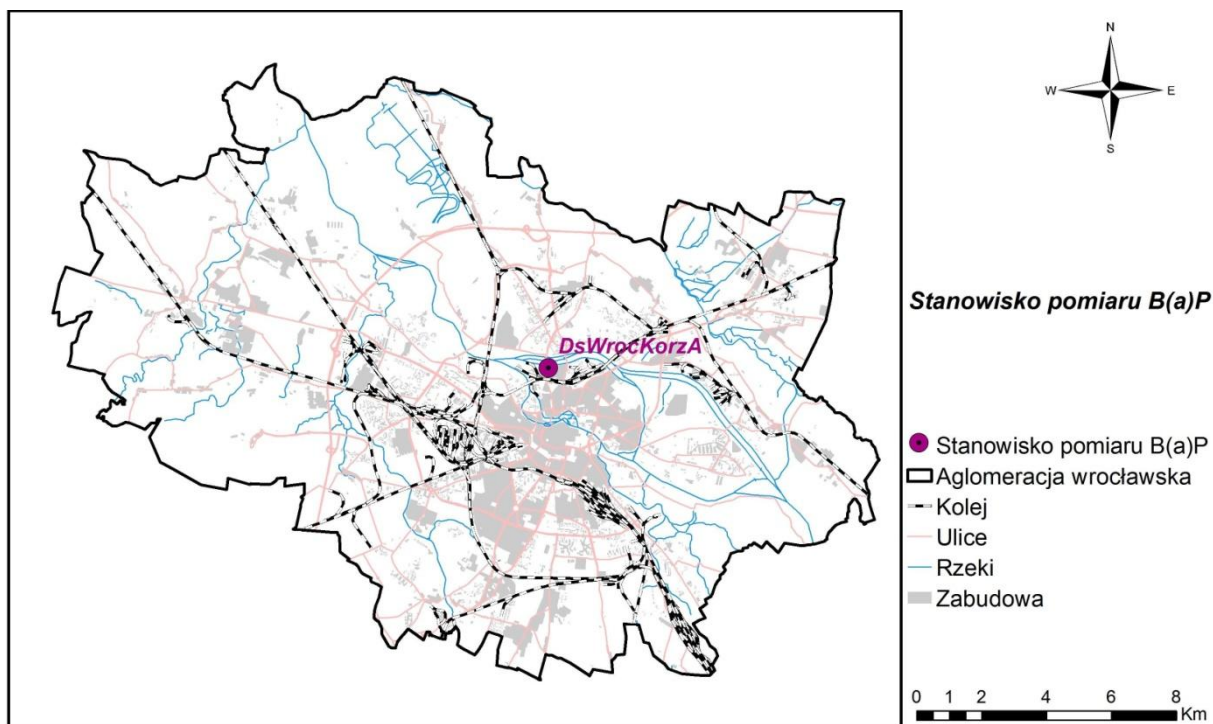 N
W E
S
Stanowisko pomiaru B(a)P
DsWrocKorzA
Stanowisko pomiaru B(a)P
Aglomeracja wrocławska
Kolej
Ulice
Rzeki
Zabudowa
0 1 2 4 6 8
Km